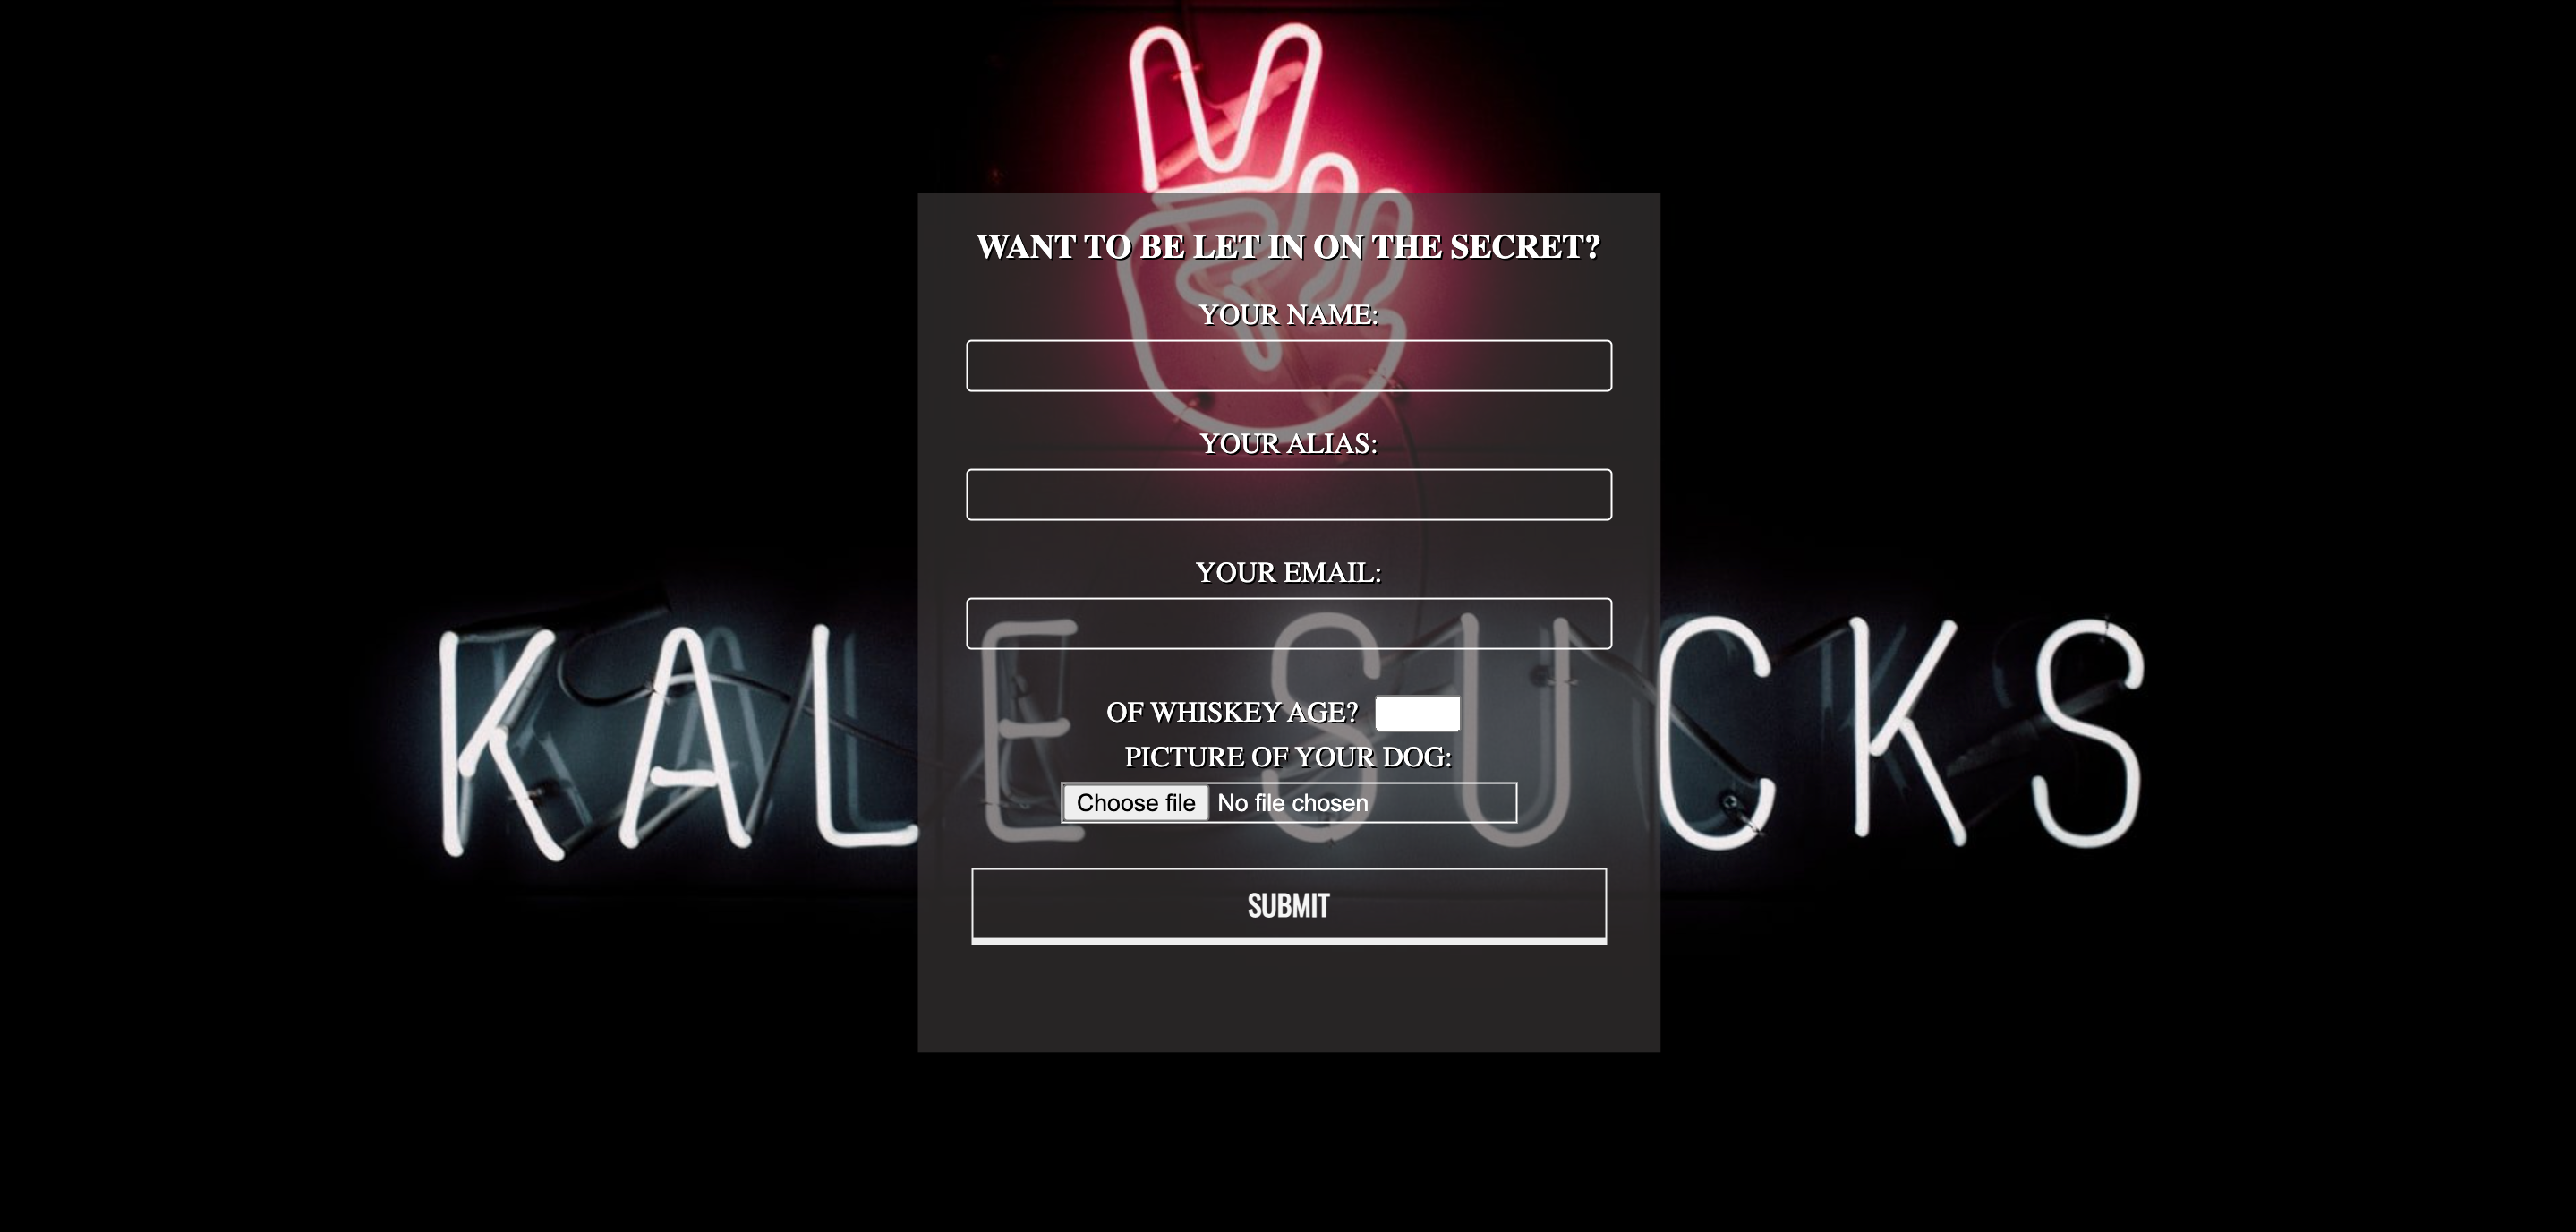 WANT TO BE LET IN ON THE SECRET?
YOUR NAME:
YOUR ALIAS:
YOUR EMAIL:
KALE SUCKS
OF WHISKEY AGE?
PICTURE OF YOUR DOG:
Choose file No file chosen
SUBMIT